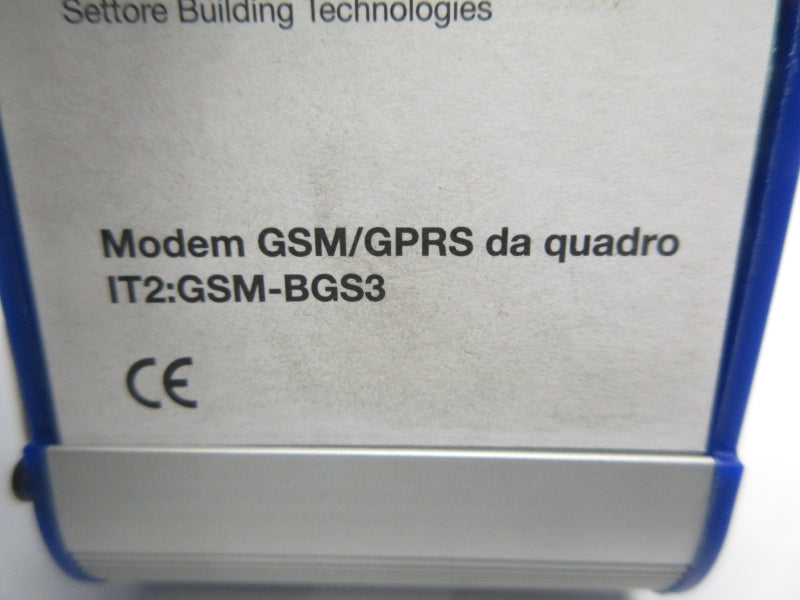 Settore Building Technologies
Modem GSM/GPRS da quadro
IT2:GSM-BGS3
CE